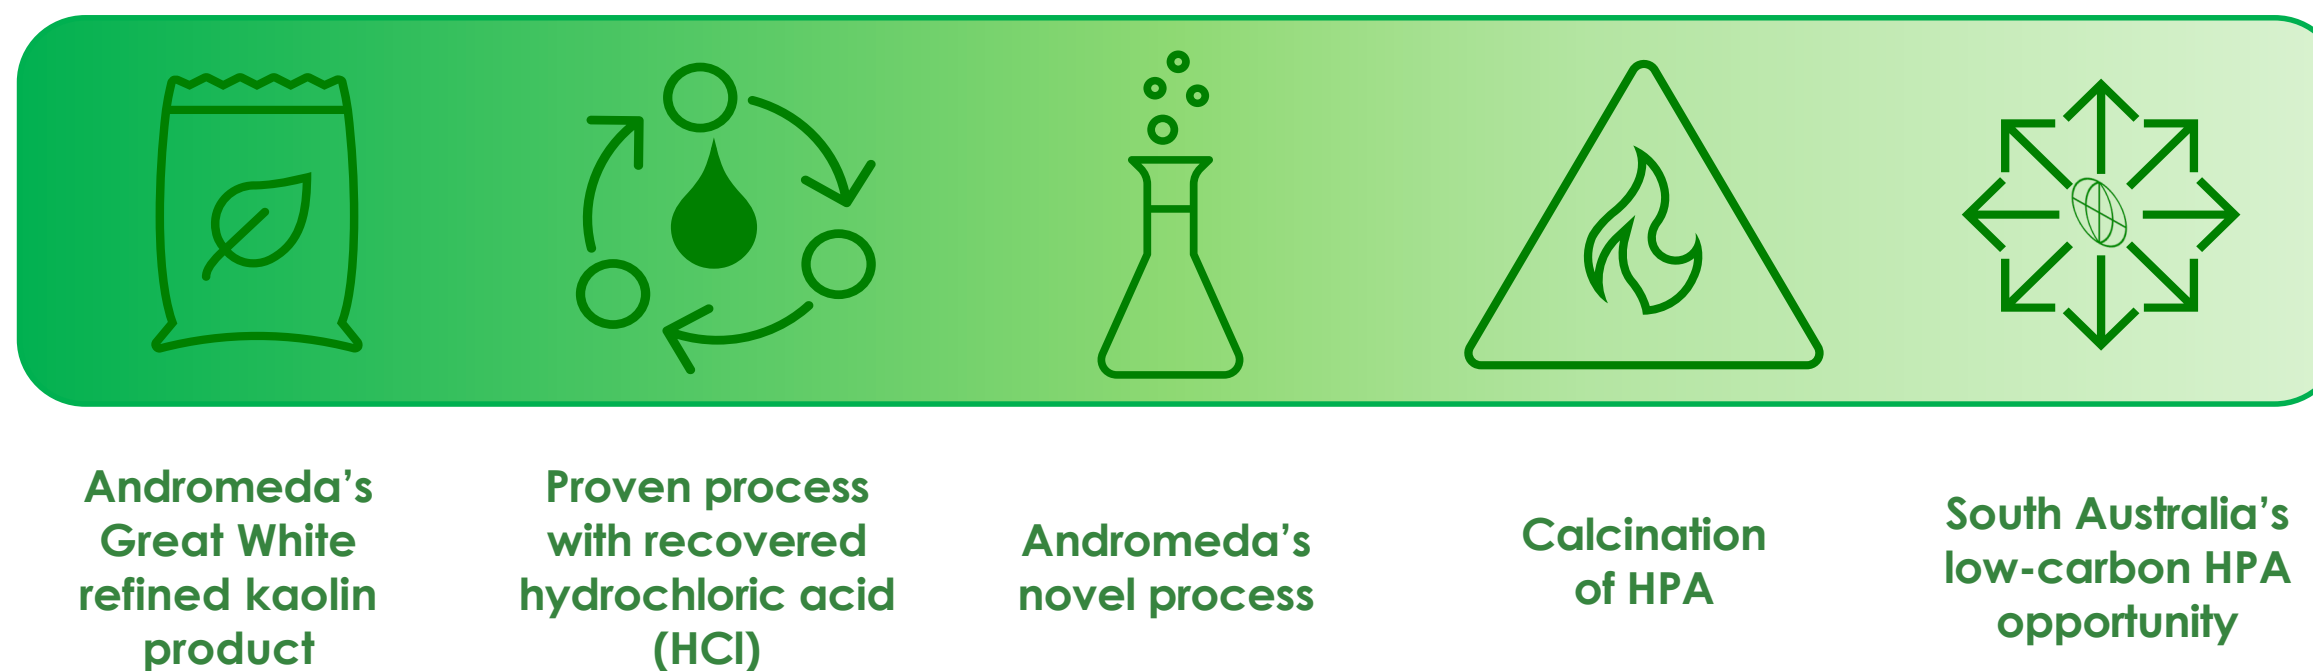 Andromeda’s
Great White
refined kaolin
product
Proven process
with recovered
hydrochloric acid
(HCl)
Andromeda’s
novel process
Calcination
of HPA
South Australia’s
low-carbon HPA
opportunity